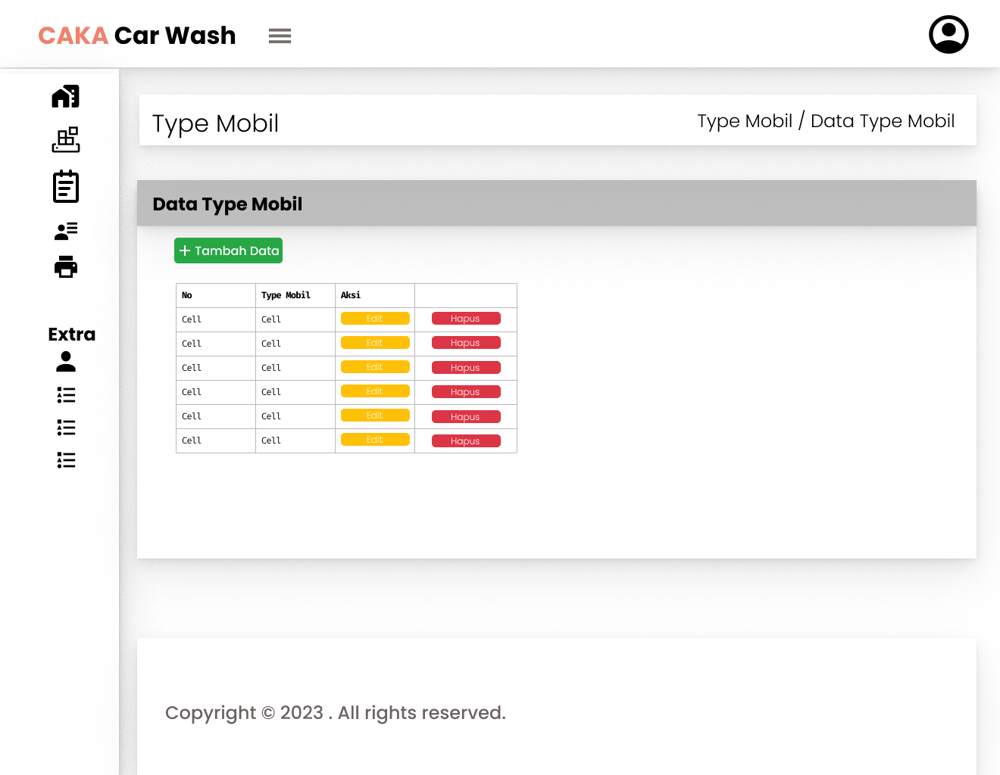 CAKA Car Wash
Type Mobil
Type Mobil / Data Type Mobil
Data Type Mobil
+ Tambah Data
No Type Mobil Aksi
Cell Cell Edit Hapus
Cell Cell Edit Hapus
Cell Cell Edit Hapus
Cell Cell Edit Hapus
Cell Cell Edit Hapus
Cell Cell Edit Hapus
Extra
Copyright © 2023 . All rights reserved.